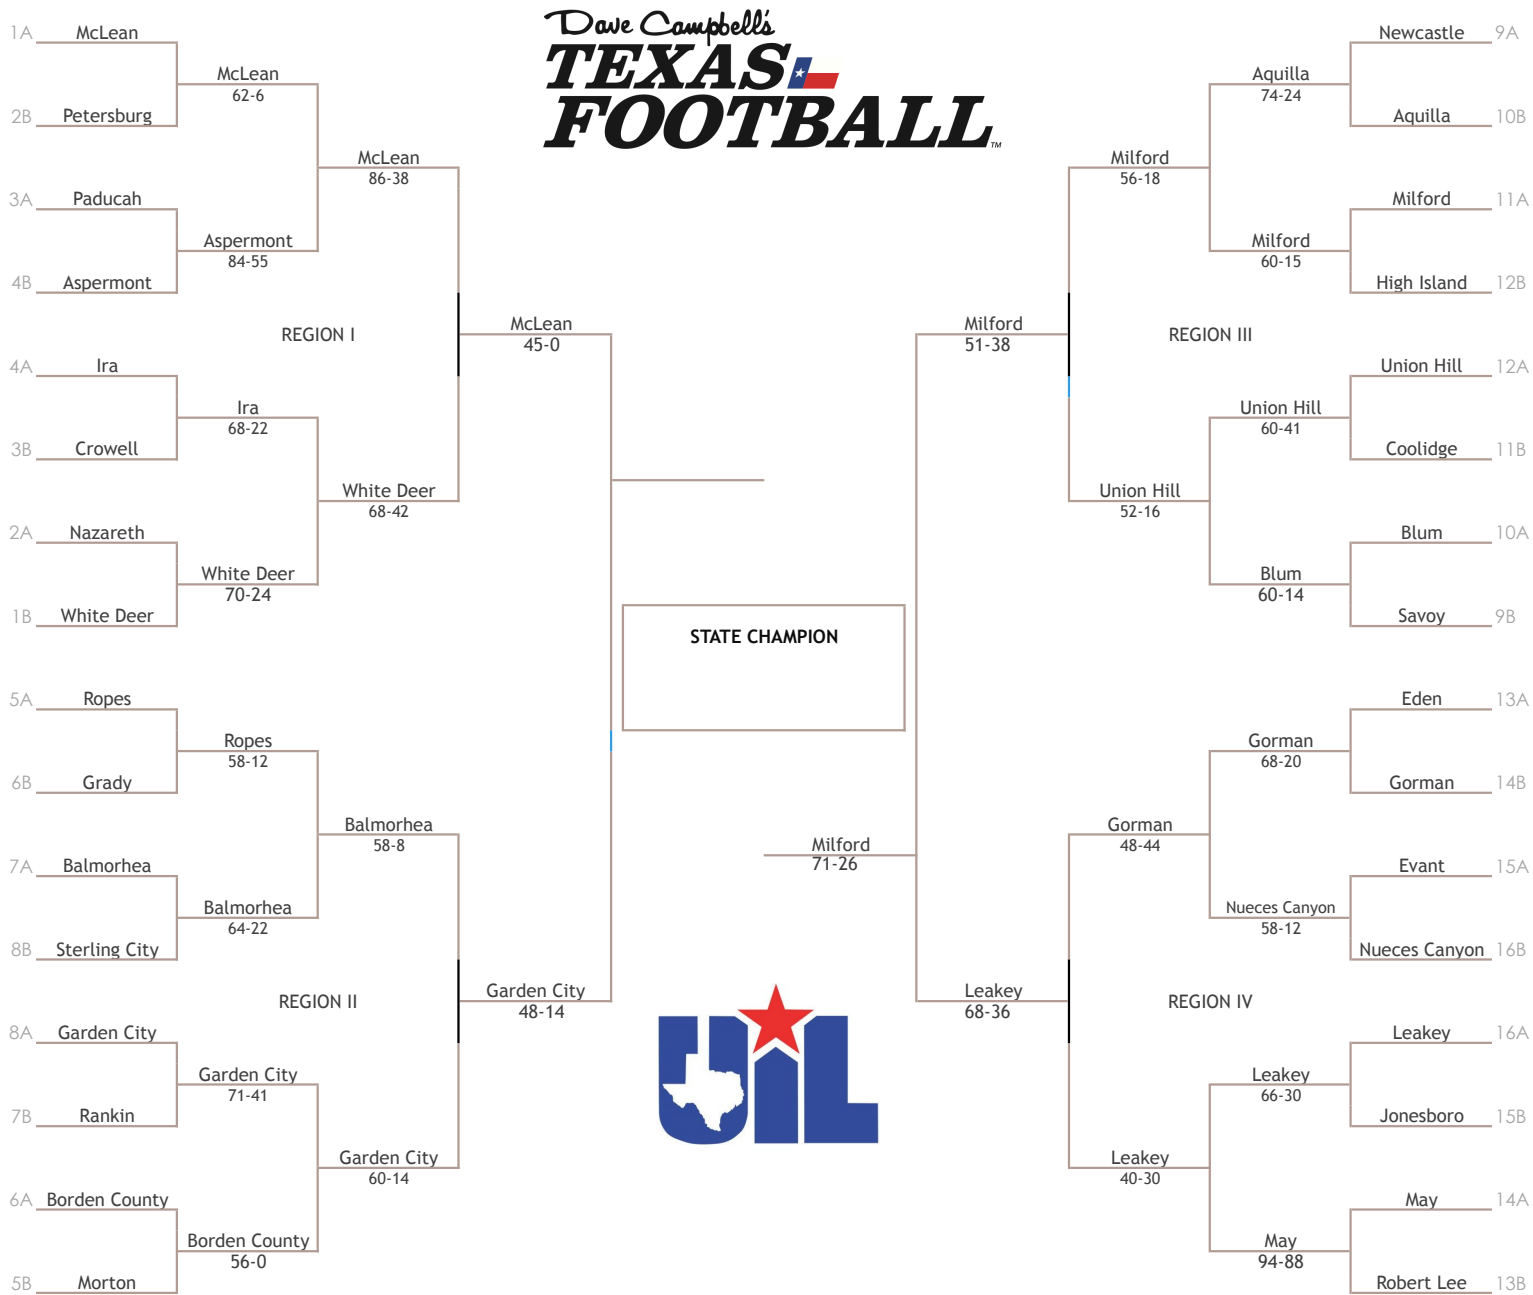 Dave Campbell's
TEXAS
FOOTBALL™
1A McLean
McLean
62-6
2B Petersburg
McLean
86-38
3A Paducah
Aspermont
84-55
4B Aspermont
REGION I
McLean
45-0
4A Ira
Ira
68-22
3B Crowell
White Deer
68-42
2A Nazareth
White Deer
70-24
1B White Deer
5A Ropes
Ropes
58-12
6B Grady
Balmorhea
58-8
7A Balmorhea
Balmorhea
64-22
8B Sterling City
REGION II
Garden City
48-14
8A Garden City
Garden City
71-41
7B Rankin
Garden City
60-14
6A Borden County
Borden County
56-0
5B Morton
STATE CHAMPION
Milford
71-26
UIL
Newcastle 9A
Aquilla
74-24
Aquilla 10B
Milford
56-18
Milford 11A
Milford
60-15
High Island 12B
Milford
51-38
REGION III
Union Hill 12A
Union Hill
60-41
Coolidge 11B
Union Hill
52-16
Blum 10A
Blum
60-14
Savoy 9B
Eden 13A
Gorman
68-20
Gorman 14B
Gorman
48-44
Evant 15A
Nueces Canyon
58-12
Nueces Canyon 16B
Leakey
68-36
REGION IV
Leakey 16A
Leakey
66-30
Jonesboro 15B
Leakey
40-30
May 14A
May
94-88
Robert Lee 13B